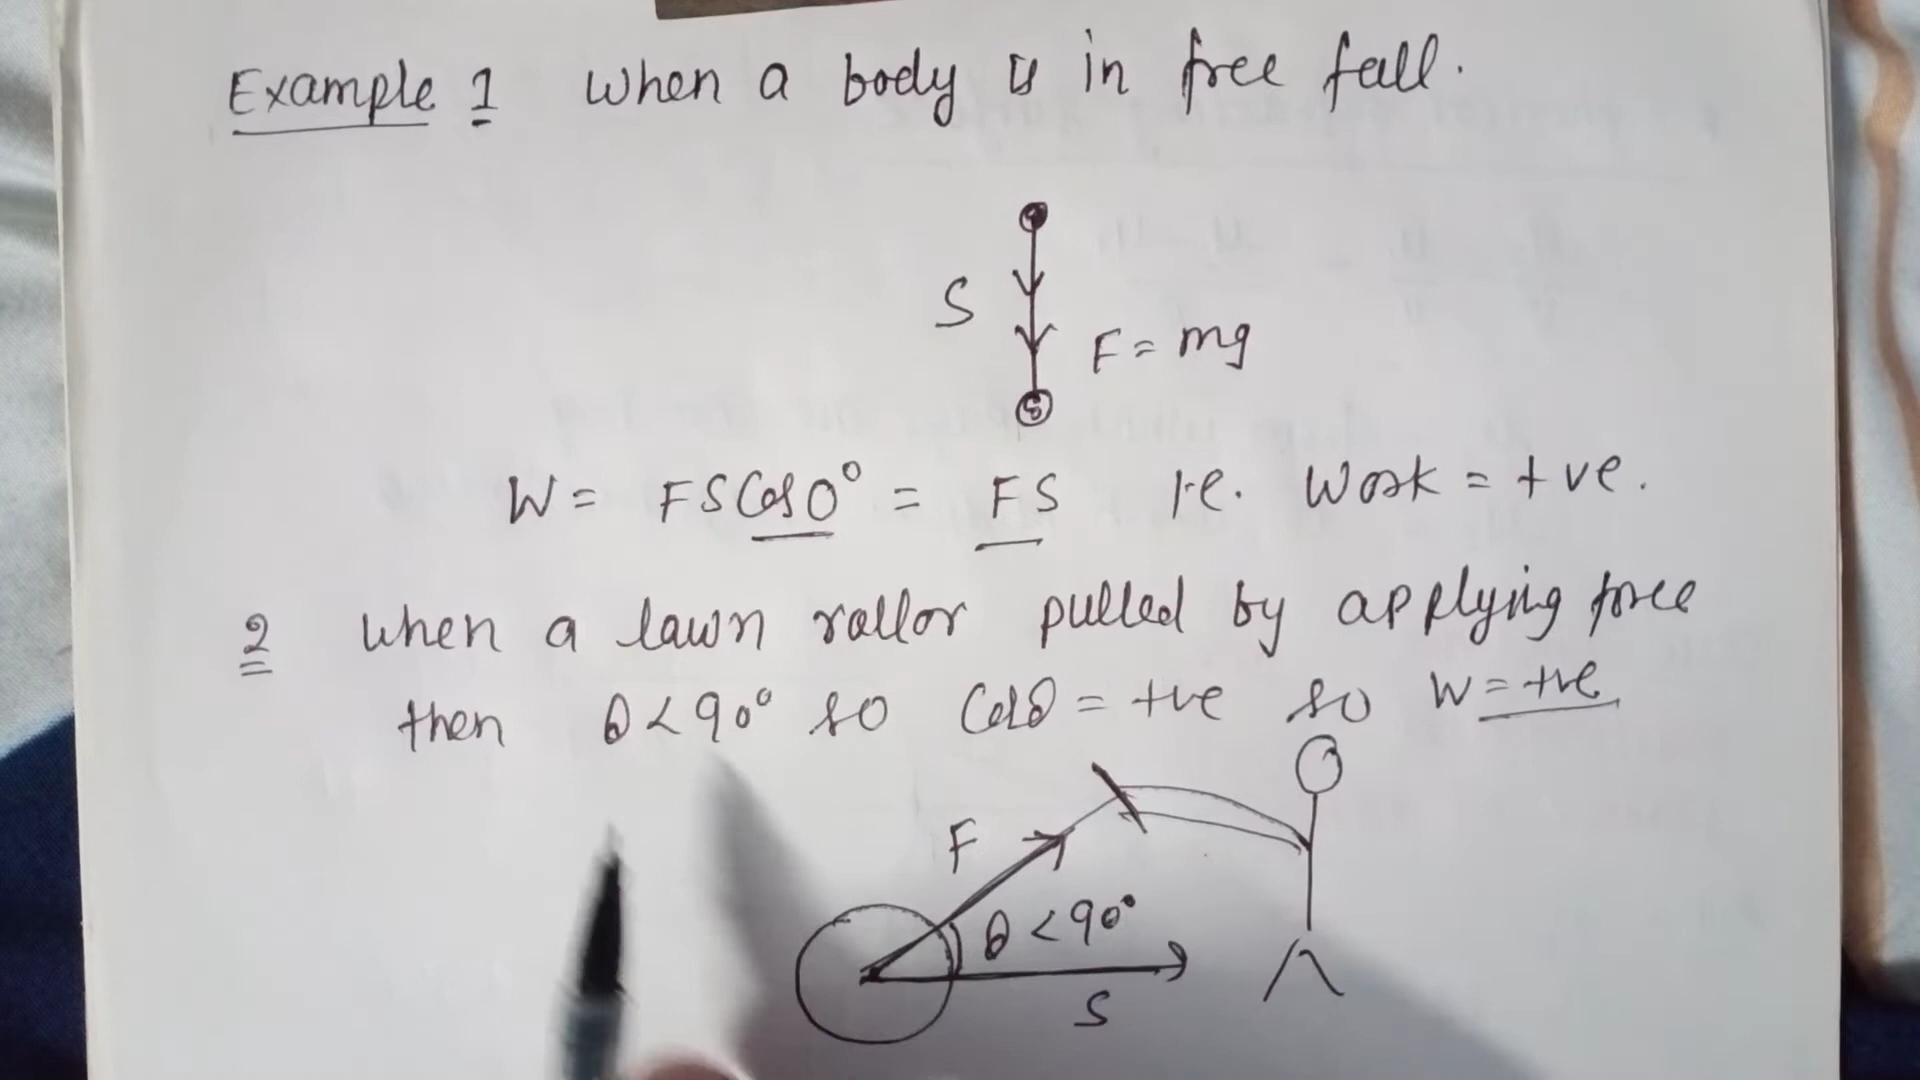 Example 1 When a body is in free fall.
S
F = mg
W = FS Cos 0° = FS i.e. Work = +ve.
2 When a lawn rollor pulled by applying force
then θ < 90° so Cosθ = +ve so W = +ve
F
θ < 90°
S